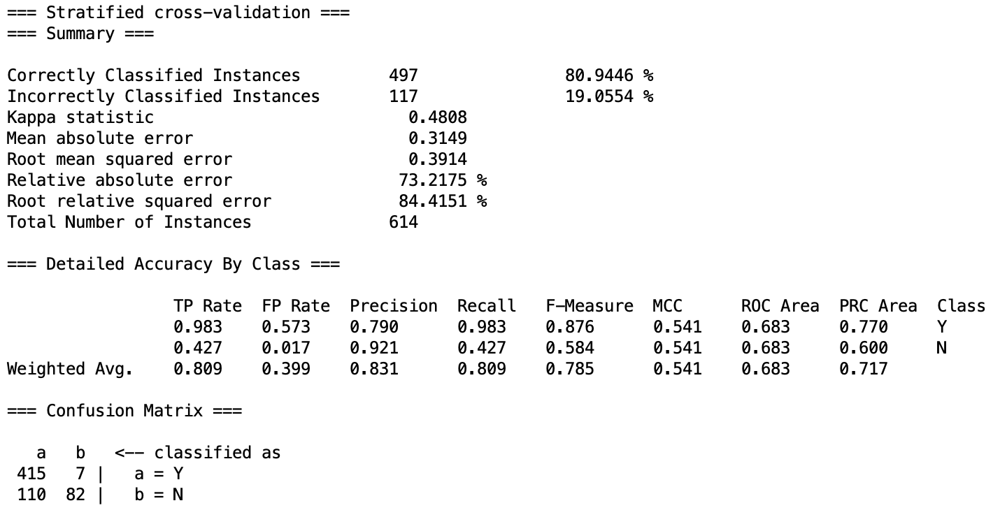 === Stratified cross-validation ===
=== Summary ===
Correctly Classified Instances         497               80.9446 %
Incorrectly Classified Instances       117               19.0554 %
Kappa statistic                          0.4808
Mean absolute error                      0.3149
Root mean squared error                  0.3914
Relative absolute error                 73.2175 %
Root relative squared error             84.4151 %
Total Number of Instances              614
=== Detailed Accuracy By Class ===
                 TP Rate  FP Rate  Precision  Recall   F-Measure  MCC      ROC Area  PRC Area  Class
                 0.983    0.573    0.790      0.983    0.876      0.541    0.683     0.770     Y
                 0.427    0.017    0.921      0.427    0.584      0.541    0.683     0.600     N
Weighted Avg.    0.809    0.399    0.831      0.809    0.785      0.541    0.683     0.717
=== Confusion Matrix ===
   a   b   <-- classified as
 415   7 |   a = Y
 110  82 |   b = N